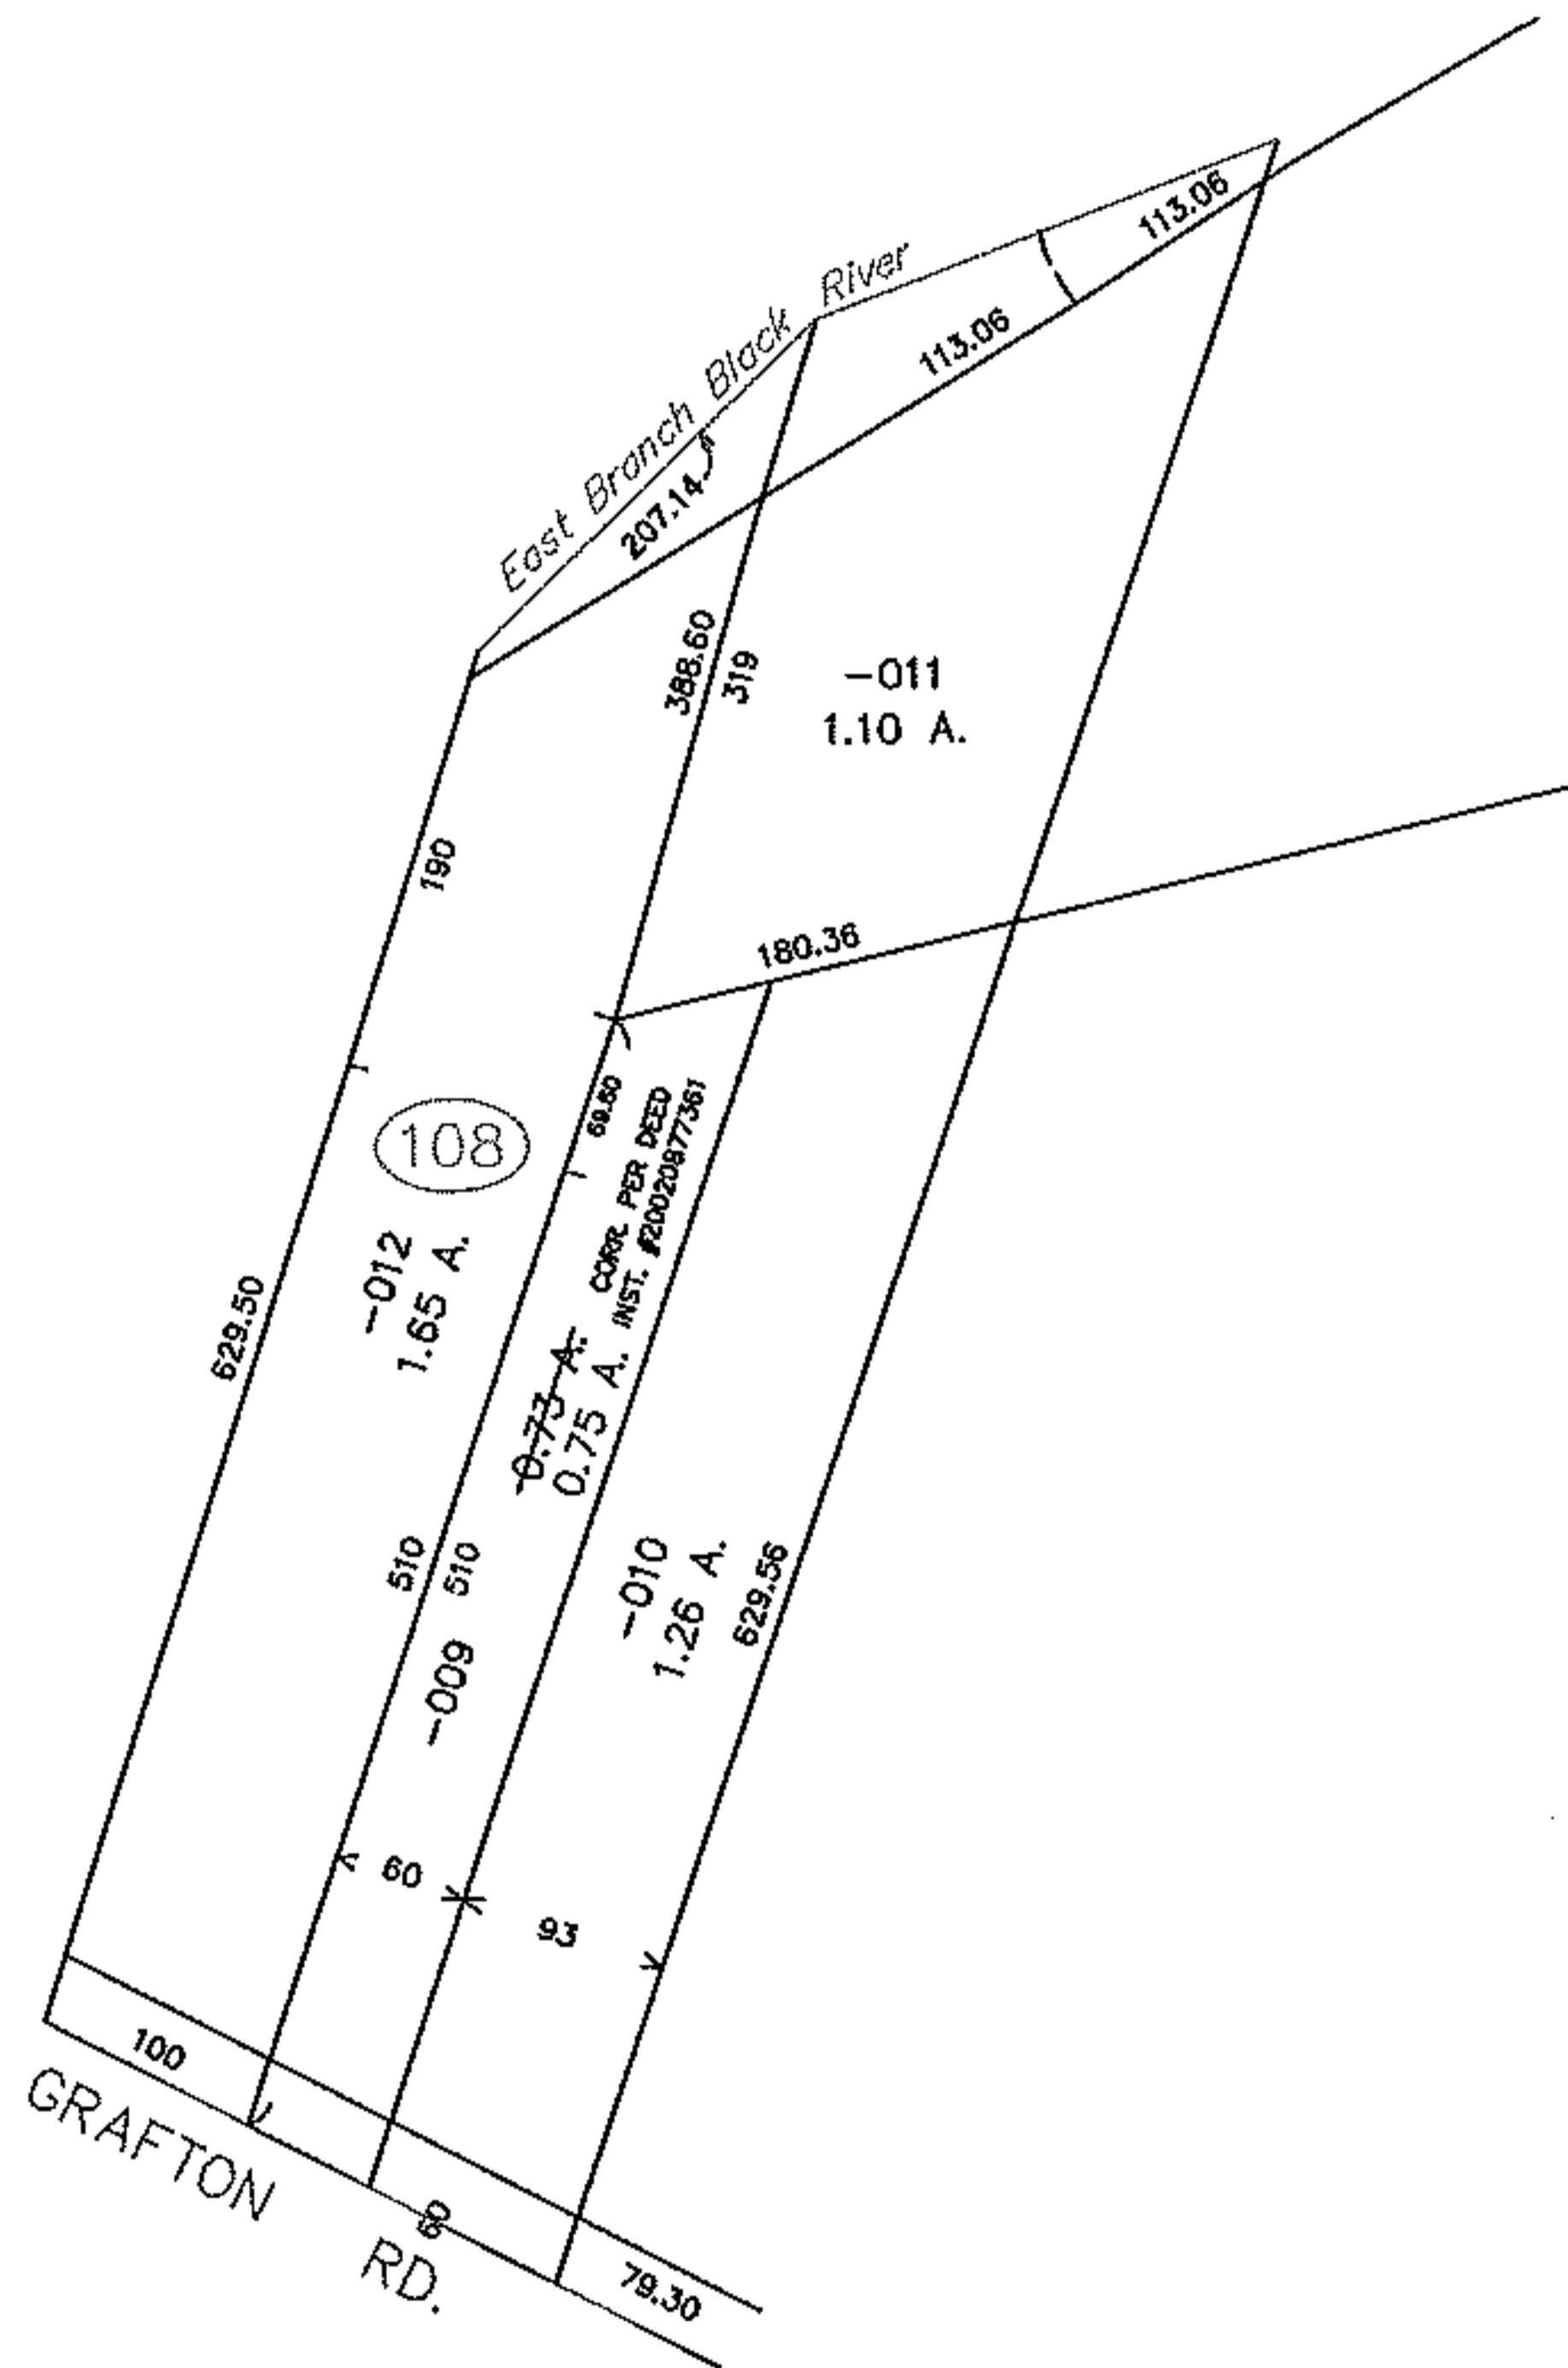 113.06
East Branch Black River
113.06
207.14
388.60
319
-011
1.10 A.
190
180.36
69.60
108
CORR. PER DEED
INST. #20020877361
-012
1.65 A.
629.50
0.73 A.
0.75 A.
510
510
-010
1.26 A.
629.56
-009
60
93
100
GRAFTON RD.
79.30